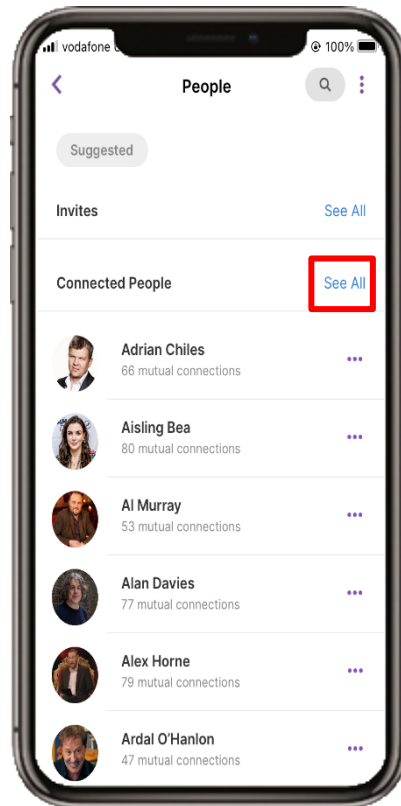 vodafone
100%
People
Suggested
Invites See All
Connected People See All
Adrian Chiles
66 mutual connections
Aisling Bea
80 mutual connections
Al Murray
53 mutual connections
Alan Davies
77 mutual connections
Alex Horne
79 mutual connections
Ardal O'Hanlon
47 mutual connections